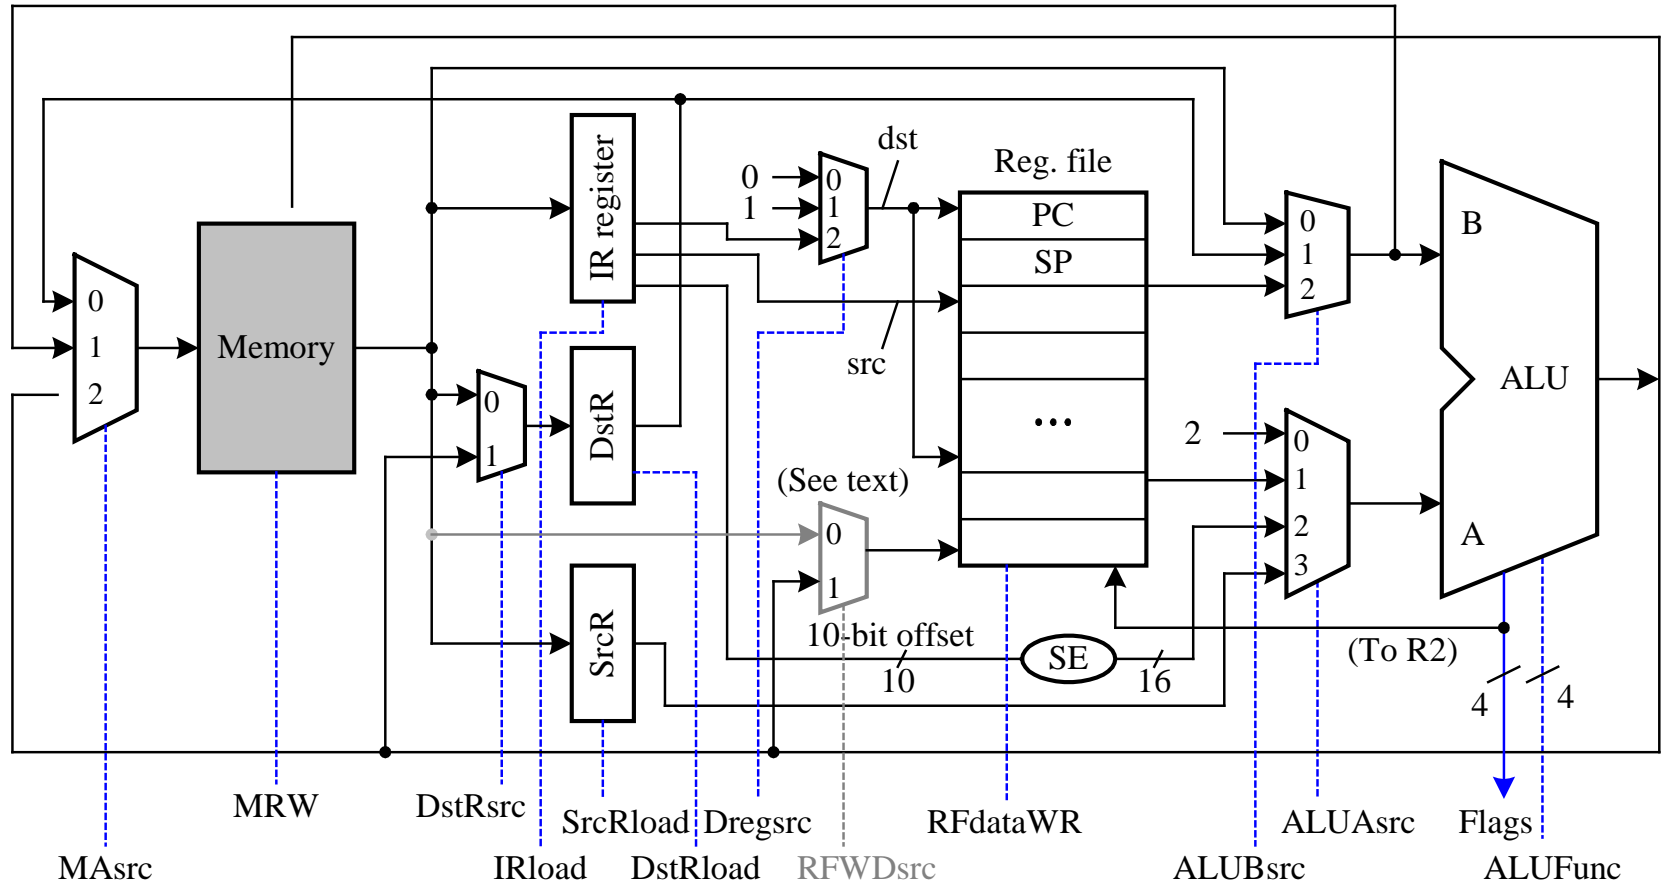 dst
Reg. file
IR register
0
1
0
1
2
PC
SP
B
0
1
2
0
1
2
Memory
src
ALU
DstR
0
1
...
2
0
1
2
3
(See text)
0
1
A
SrcR
10-bit offset
10
SE
16
(To R2)
4
4
MRW
DstRsrc
SrcRload
Dregsrc
RFdataWR
ALUAsrc
Flags
MAsrc
IRload
DstRload
RFWDsrc
ALUBsrc
ALUFunc